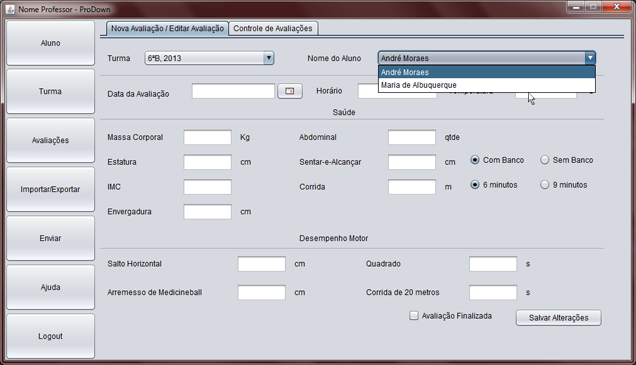 Nome Professor - ProDown
Aluno
Turma
Avaliações
Importar/Exportar
Enviar
Ajuda
Logout
Nova Avaliação / Editar Avaliação Controle de Avaliações
Turma 6ªB, 2013 Nome do Aluno André Moraes
André Moraes
Maria de Albuquerque
Data da Avaliação Horário
Saúde
Massa Corporal Kg Abdominal qtde
Estatura cm Sentar-e-Alcançar cm Com Banco Sem Banco
IMC Corrida m 6 minutos 9 minutos
Envergadura cm
Desempenho Motor
Salto Horizontal cm Quadrado s
Arremesso de Medicineball cm Corrida de 20 metros s
Avaliação Finalizada Salvar Alterações